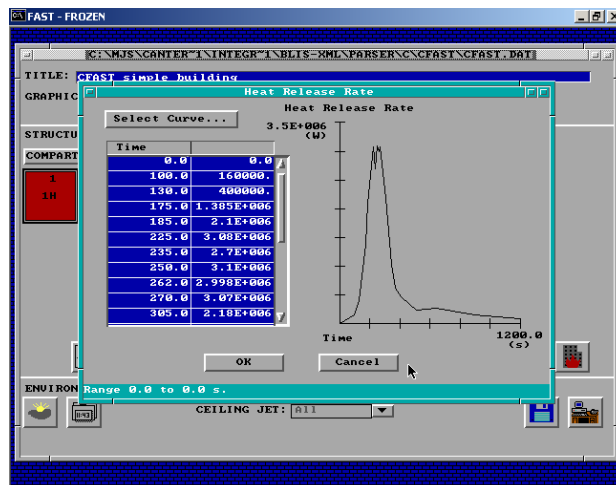 FAST - FROZEN
C:\MJS\CANTER~1\INTEGR~1\BLIS-XML\PARSER\C\CFAST\CFAST.DAT
TITLE: CFAST simple building
GRAPHIC
Heat Release Rate
Select Curve...
Heat Release Rate
3.5E+006
(W)
STRUCTU
COMPART
1
1H
Time
0.0 0.0
100.0 160000.
130.0 400000.
175.0 1.385E+006
185.0 2.1E+006
225.0 3.08E+006
235.0 2.7E+006
250.0 3.1E+006
262.0 2.998E+006
270.0 3.07E+006
305.0 2.18E+006
Time
1200.0
(s)
OK
Cancel
ENVIRON
Range 0.0 to 0.0 s.
CEILING JET: All